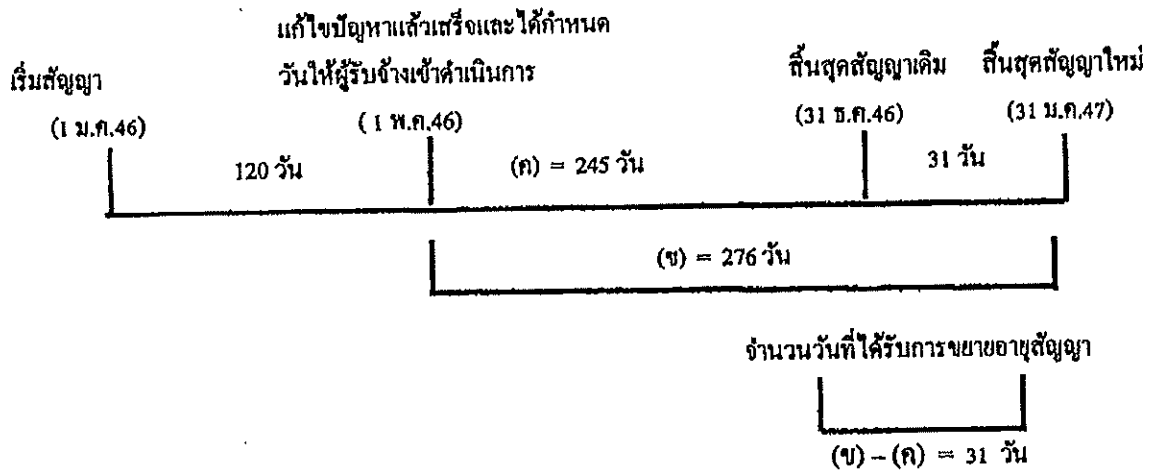 แก้ไขปัญหาแล้วเสร็จและได้กำหนด
วันให้ผู้รับจ้างเข้าดำเนินการ
เริ่มสัญญา
สิ้นสุดสัญญาเดิม
สิ้นสุดสัญญาใหม่
(1 ม.ค.46)
( 1 พ.ค.46)
(31 ธ.ค.46)
(31 ม.ค.47)
120 วัน
(ค) = 245 วัน
31 วัน
(ข) = 276 วัน
จำนวนวันที่ได้รับการขยายอายุสัญญา
(ข) – (ค) = 31 วัน